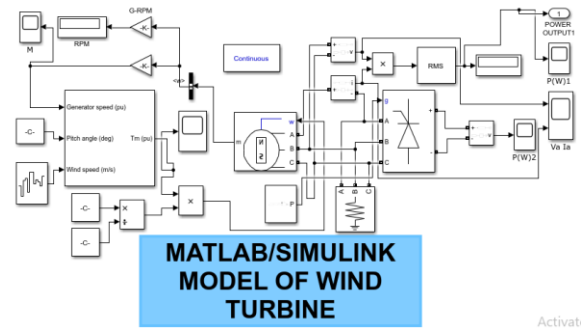 G-RPM
-K-
M
RPM
-K-
<w>
Continuous
+
v
-
×
RMS
1
POWER
OUTPUT1
P(W)1
i
+
-
Generator speed (pu)
-C-
Pitch angle (deg)
Tm (pu)
Wind speed (m/s)
m
N
S
w
A
B
C
g
A
B
C
+
-
+
v
-
P(W)2
Va Ia
-C-
×
÷
×
-C-
P
A
B
C
MATLAB/SIMULINK
MODEL OF WIND
TURBINE
Activat